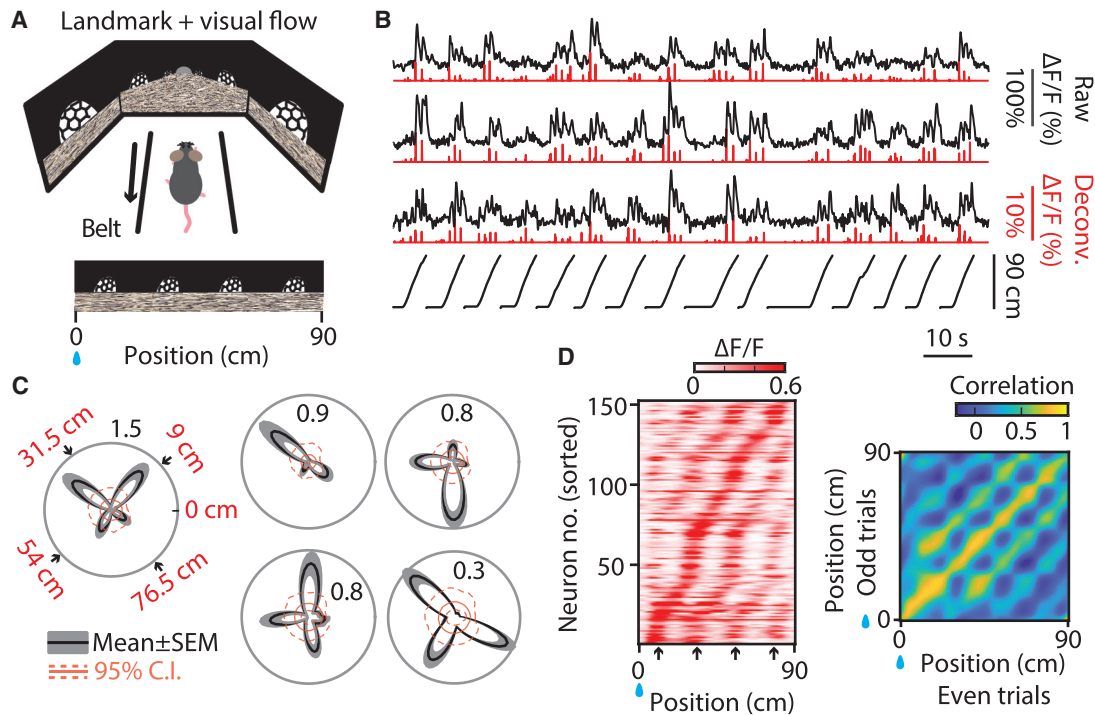 A
Landmark + visual flow
Belt
0
90
Position (cm)
B
Raw
ΔF/F (%)
100%
Deconv.
ΔF/F (%)
10%
90 cm
10 s
C
1.5
31.5 cm
9 cm
0 cm
54 cm
76.5 cm
0.9
0.8
0.8
0.3
Mean±SEM
95% C.I.
D
ΔF/F
0
0.6
Neuron no. (sorted)
150
100
50
0
90
Position (cm)
Correlation
0
0.5
1
Position (cm)
Odd trials
90
0
0
90
Position (cm)
Even trials